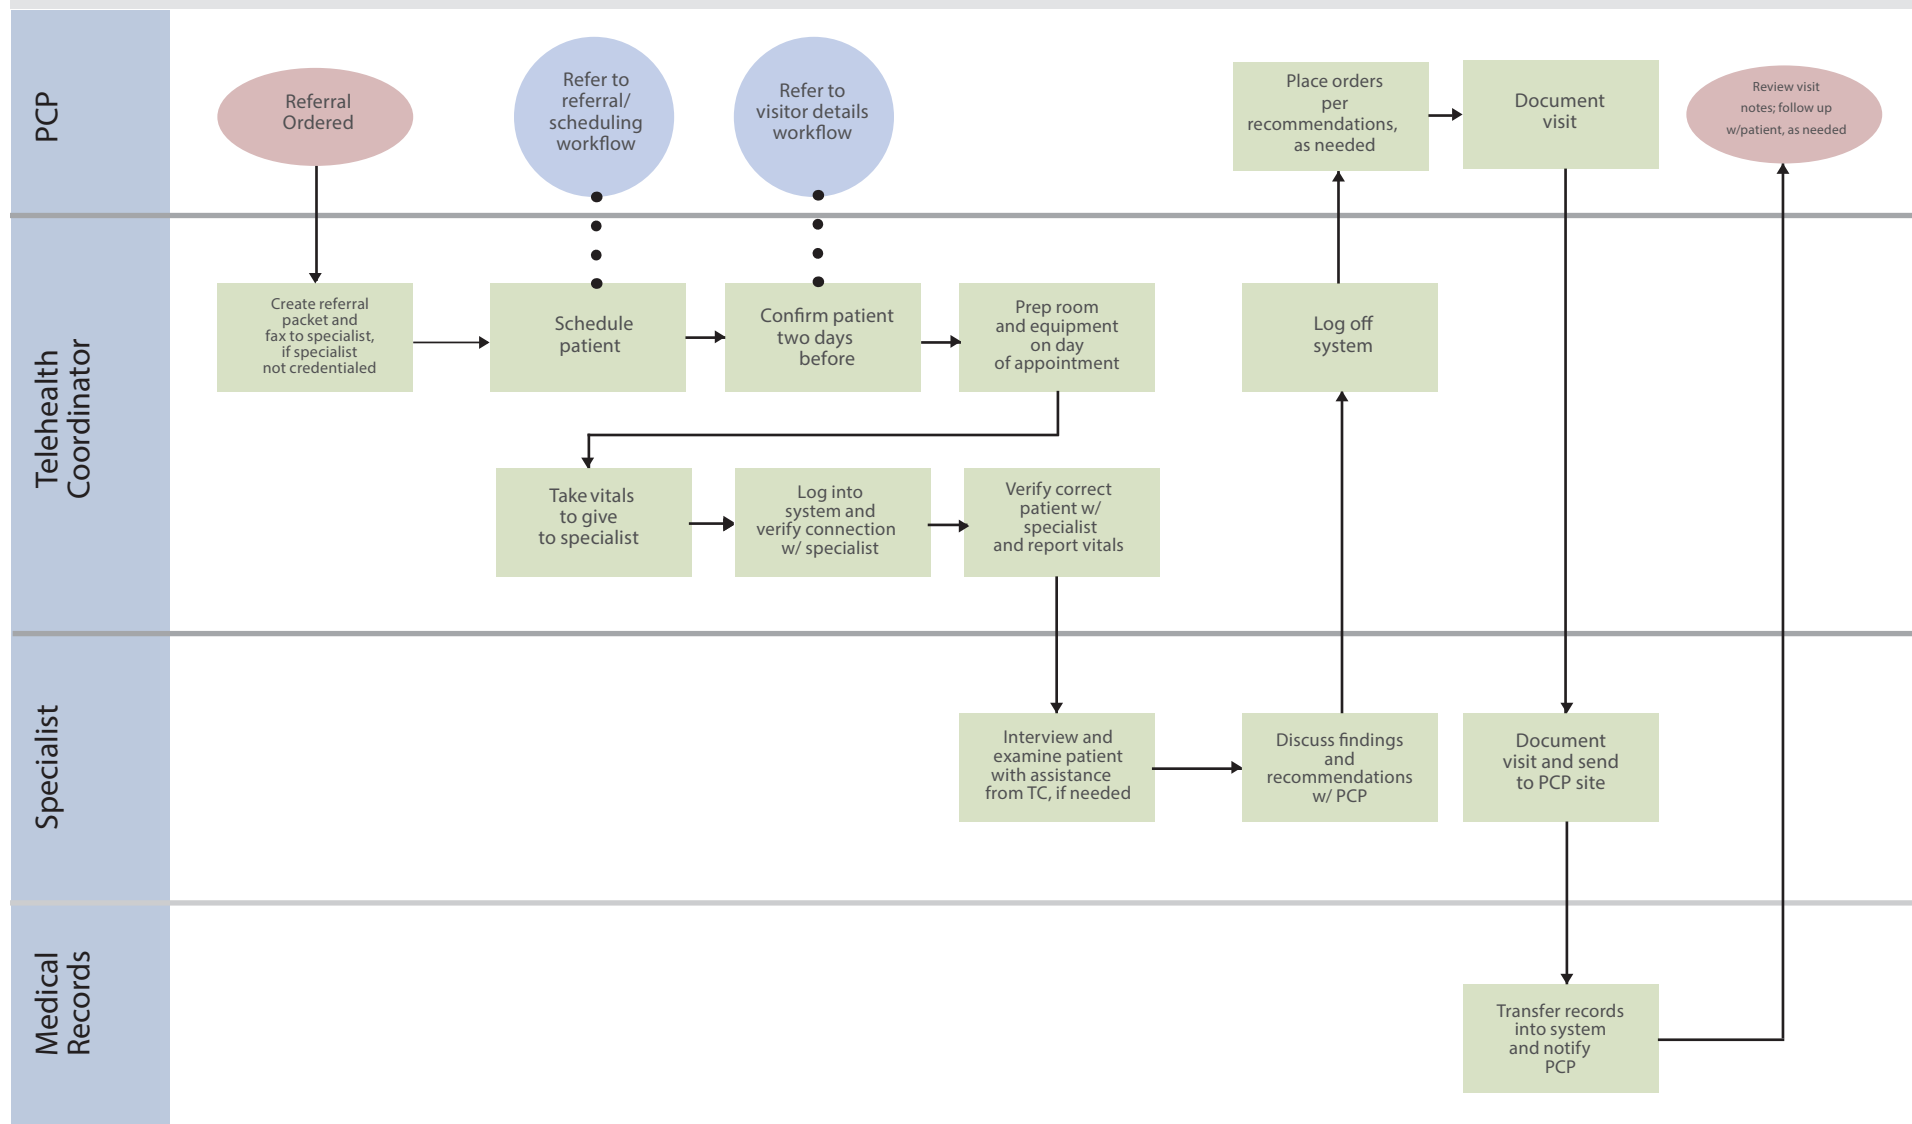 PCP
Referral
Ordered
Refer to
referral/
scheduling
workflow
Refer to
visitor details
workflow
Place orders
per
recommendations,
as needed
Document
visit
Review visit
notes; follow up
w/patient, as needed
Telehealth
Coordinator
Create referral
packet and
fax to specialist,
if specialist
not credentialed
Schedule
patient
Confirm patient
two days
before
Prep room
and equipment
on day
of appointment
Log off
system
Take vitals
to give
to specialist
Log into
system and
verify connection
w/ specialist
Verify correct
patient w/
specialist
and report vitals
Specialist
Interview and
examine patient
with assistance
from TC, if needed
Discuss findings
and
recommendations
w/ PCP
Document
visit and send
to PCP site
Medical
Records
Transfer records
into system
and notify
PCP